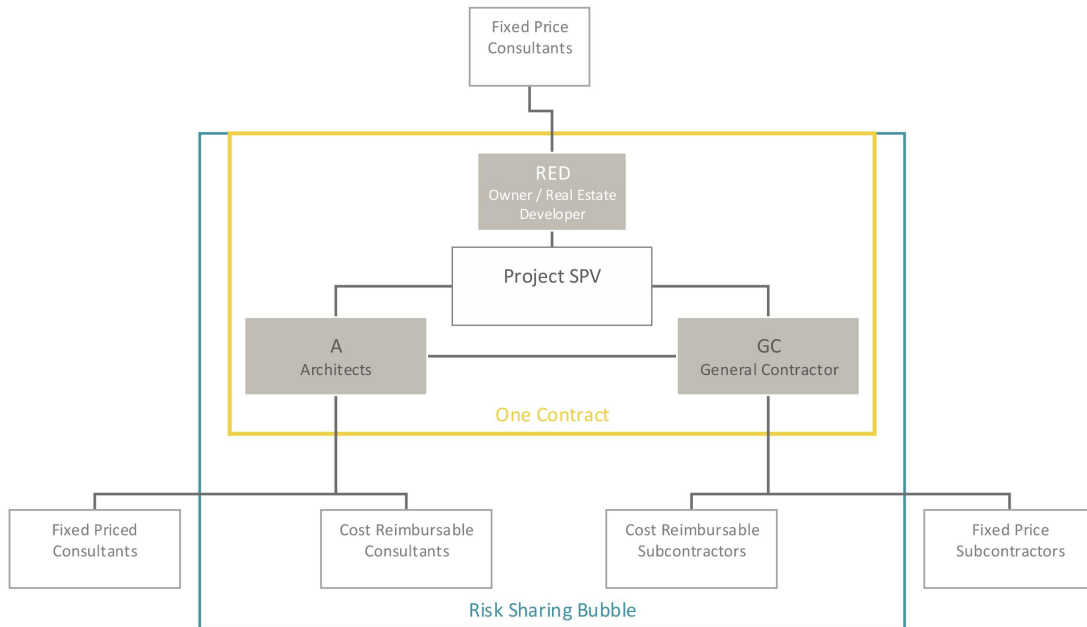 Fixed Price
Consultants
RED
Owner / Real Estate
Developer
Project SPV
A
Architects
GC
General Contractor
One Contract
Fixed Priced
Consultants
Cost Reimbursable
Consultants
Cost Reimbursable
Subcontractors
Fixed Price
Subcontractors
Risk Sharing Bubble